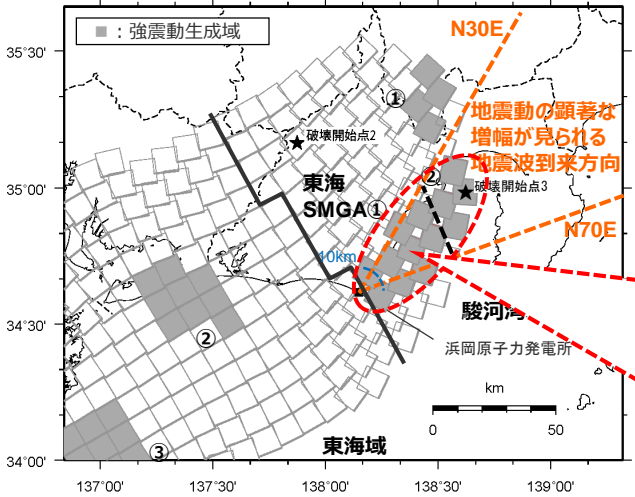 ■：強震動生成域
N30E
35°30'
①
地震動の顕著な
増幅が見られる
地震波到来方向
★破壊開始点2
②
35°00'
東海
SMGA①
★破壊開始点3
N70E
10km
34°30'
②
駿河湾
浜岡原子力発電所
km
0 50
③
東海域
34°00'
137°00' 137°30' 138°00' 138°30' 139°00'